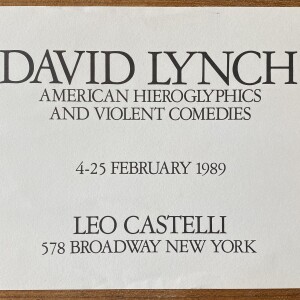 DAVID LYNCH
AMERICAN HIEROGLYPHICS
AND VIOLENT COMEDIES
4-25 FEBRUARY 1989
LEO CASTELLI
578 BROADWAY NEW YORK